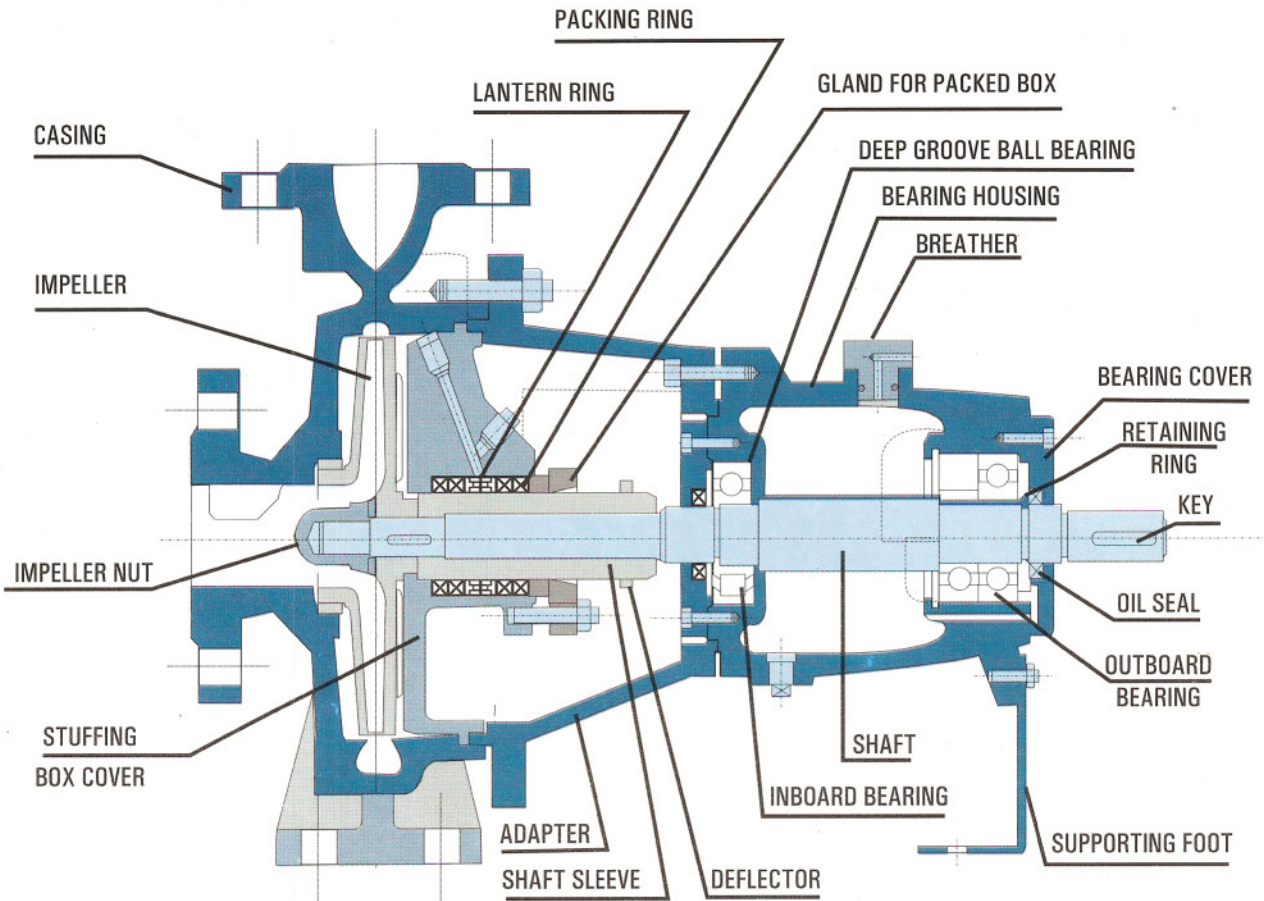 PACKING RING
LANTERN RING
GLAND FOR PACKED BOX
CASING
DEEP GROOVE BALL BEARING
BEARING HOUSING
BREATHER
IMPELLER
BEARING COVER
RETAINING
RING
KEY
IMPELLER NUT
OIL SEAL
OUTBOARD
BEARING
STUFFING
BOX COVER
SHAFT
INBOARD BEARING
ADAPTER
SUPPORTING FOOT
SHAFT SLEEVE
DEFLECTOR